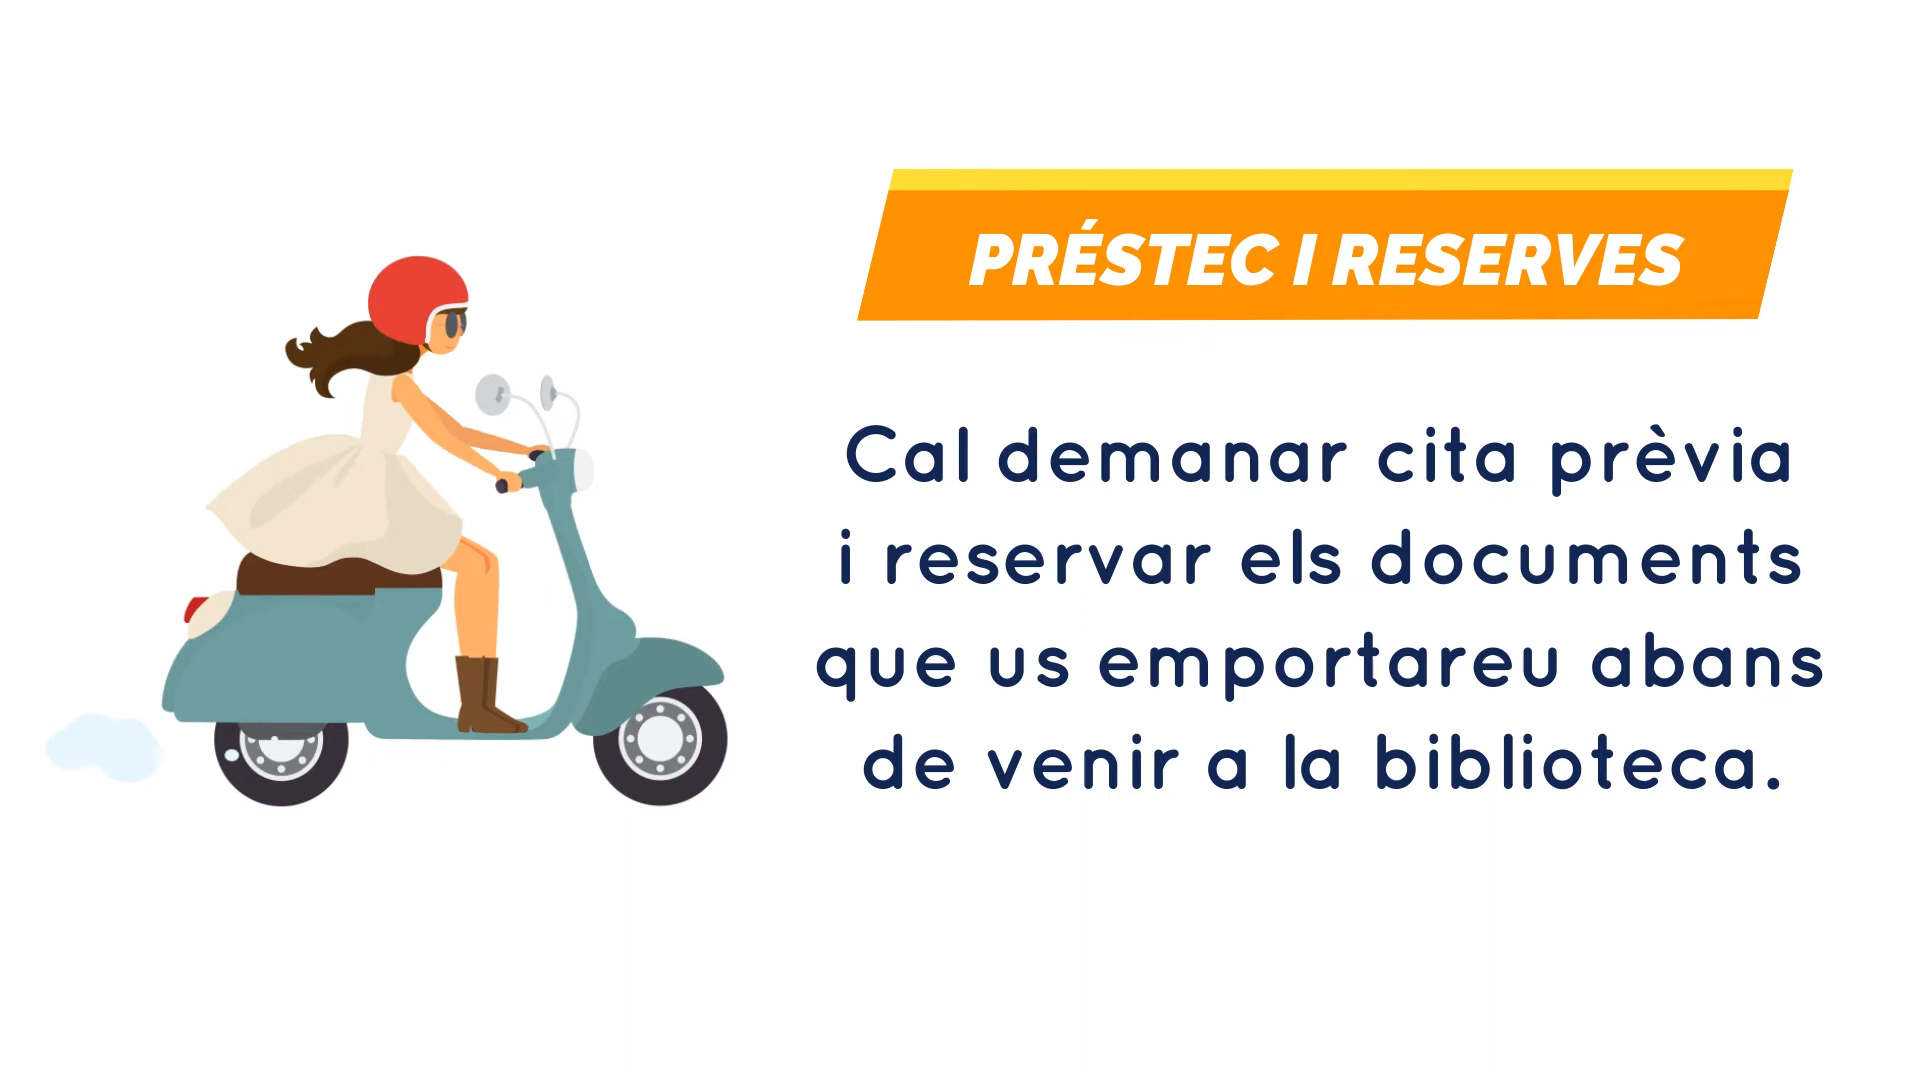 PRÉSTEC I RESERVES
Cal demanar cita prèvia
i reservar els documents
que us emportareu abans
de venir a la biblioteca.